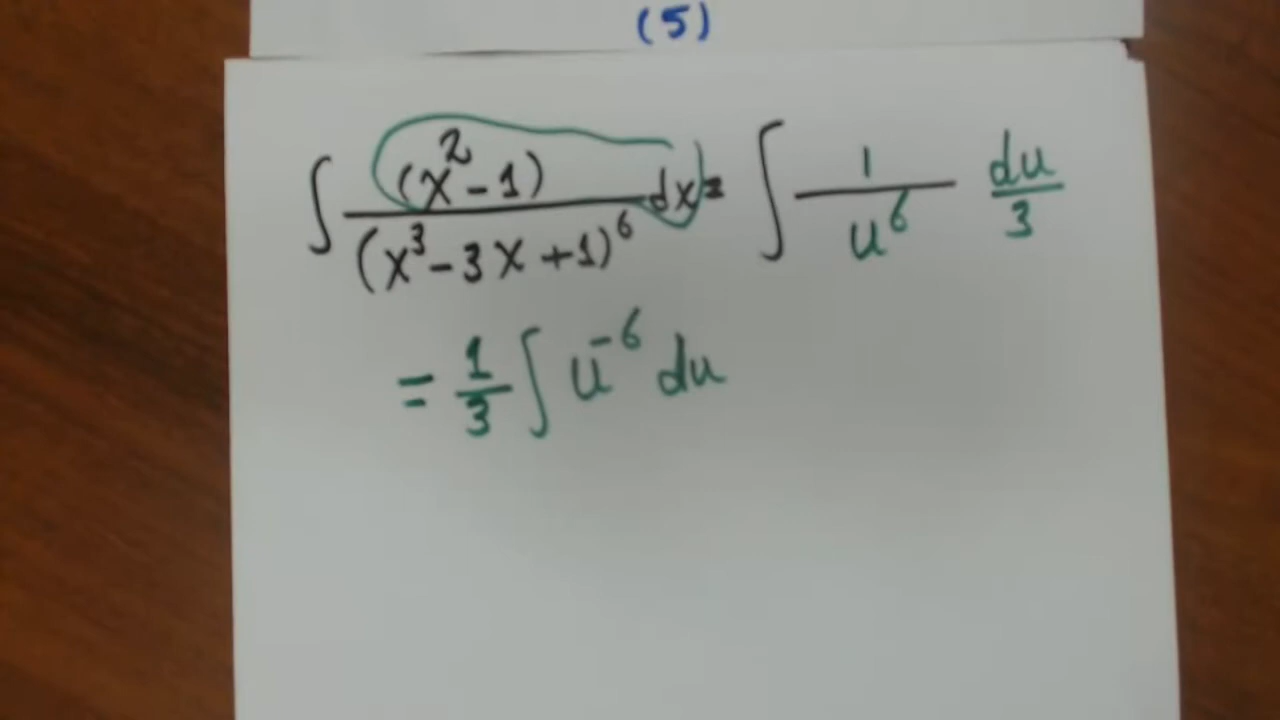 (5)
∫ (x² - 1) / (x³ - 3x + 1)⁶ dx = ∫ 1 / u⁶ du / 3
= 1/3 ∫ u⁻⁶ du